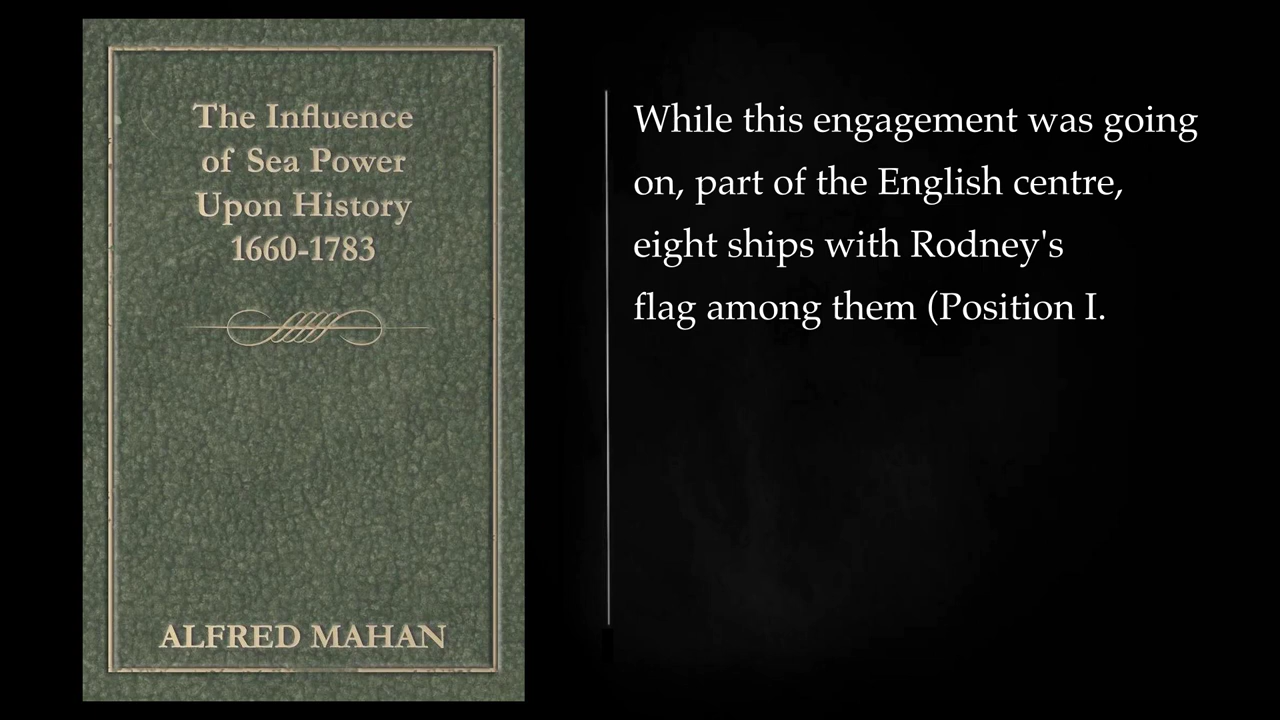 The Influence
of Sea Power
Upon History
1660-1783
ALFRED MAHAN
While this engagement was going
on, part of the English centre,
eight ships with Rodney's
flag among them (Position I.